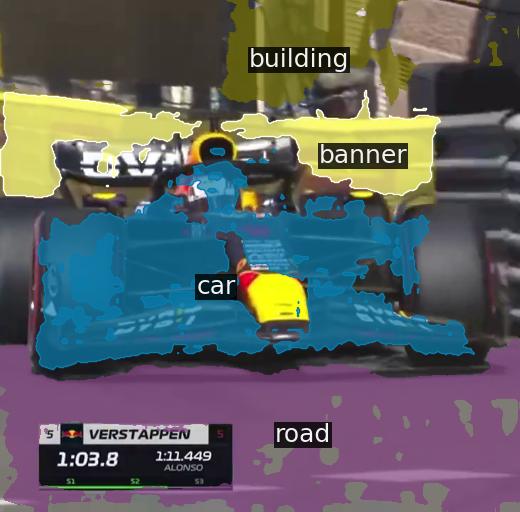 building
banner
car
road
5 VERSTAPPEN 5
1:03.8 1:11.449
ALONSO
S1 S2 S3